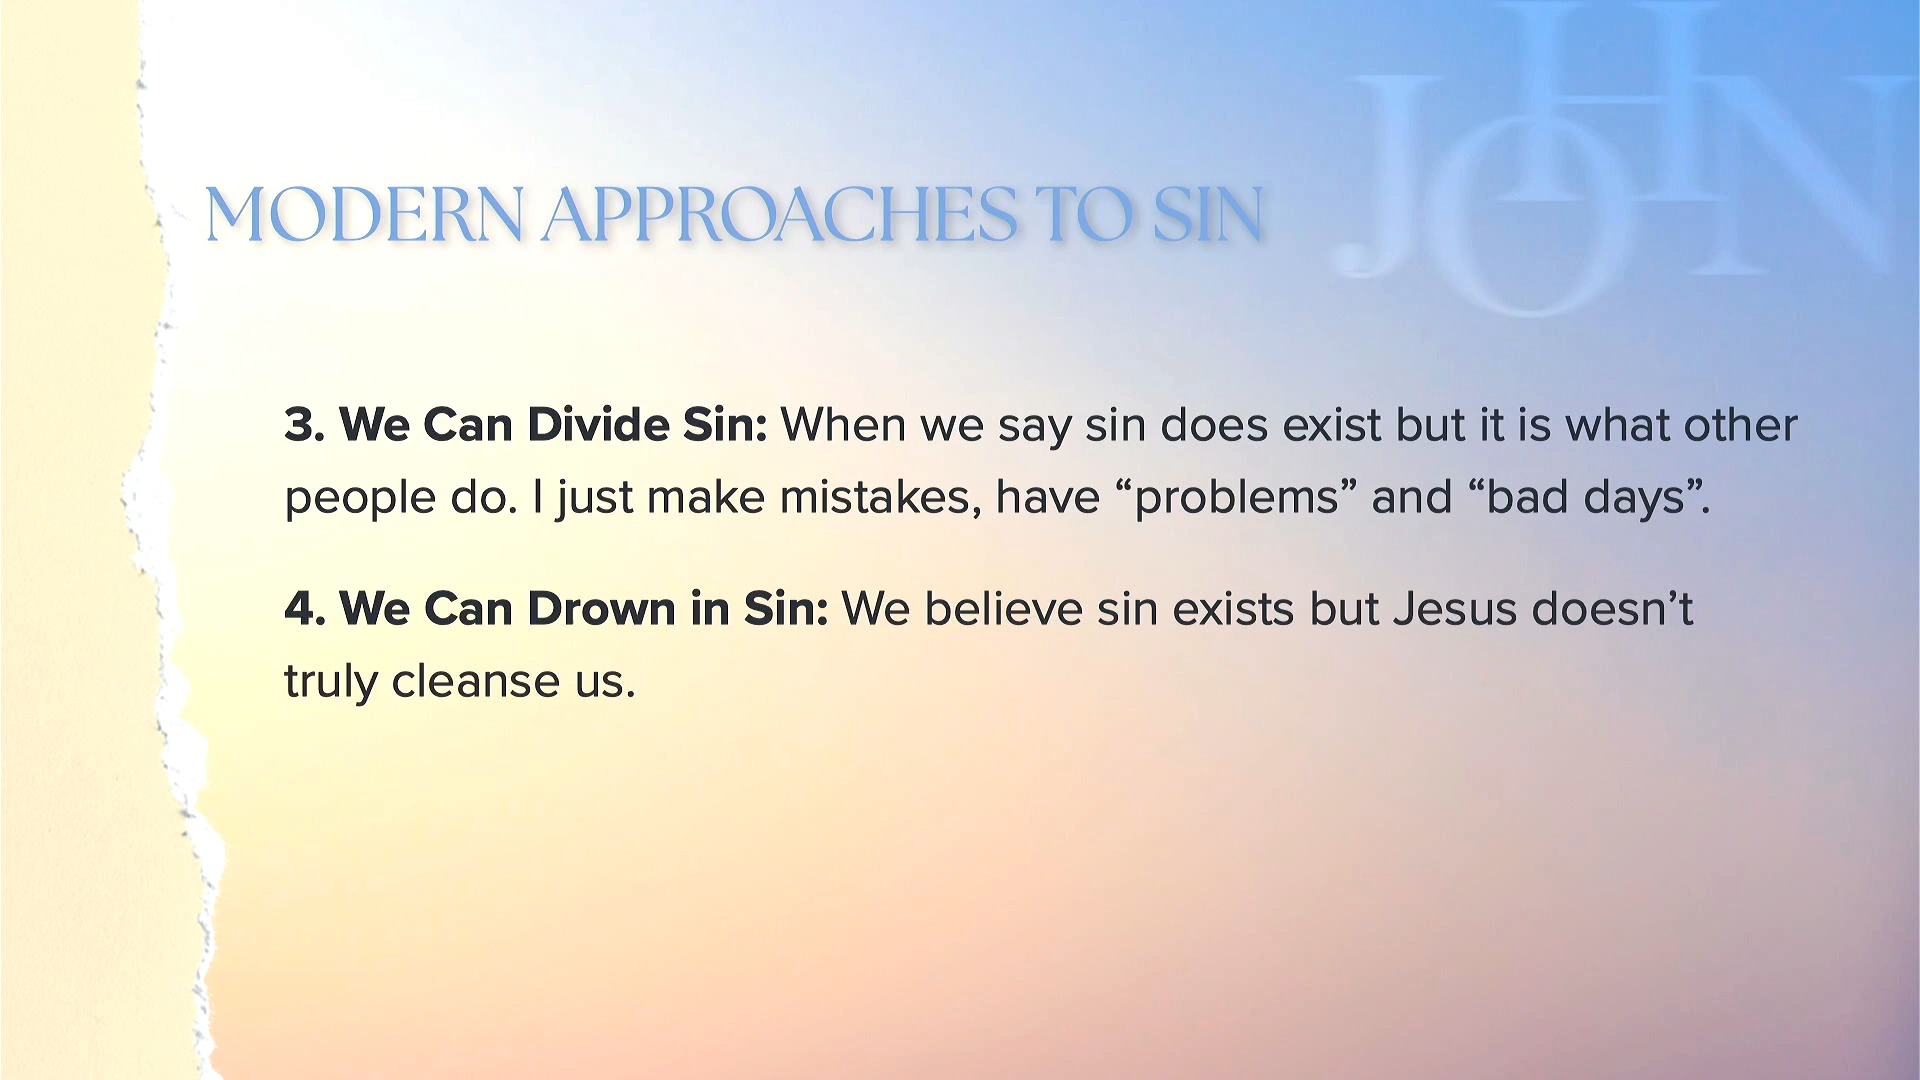 JOHN
MODERN APPROACHES TO SIN
3. We Can Divide Sin: When we say sin does exist but it is what other
people do. I just make mistakes, have “problems” and “bad days”.
4. We Can Drown in Sin: We believe sin exists but Jesus doesn’t
truly cleanse us.